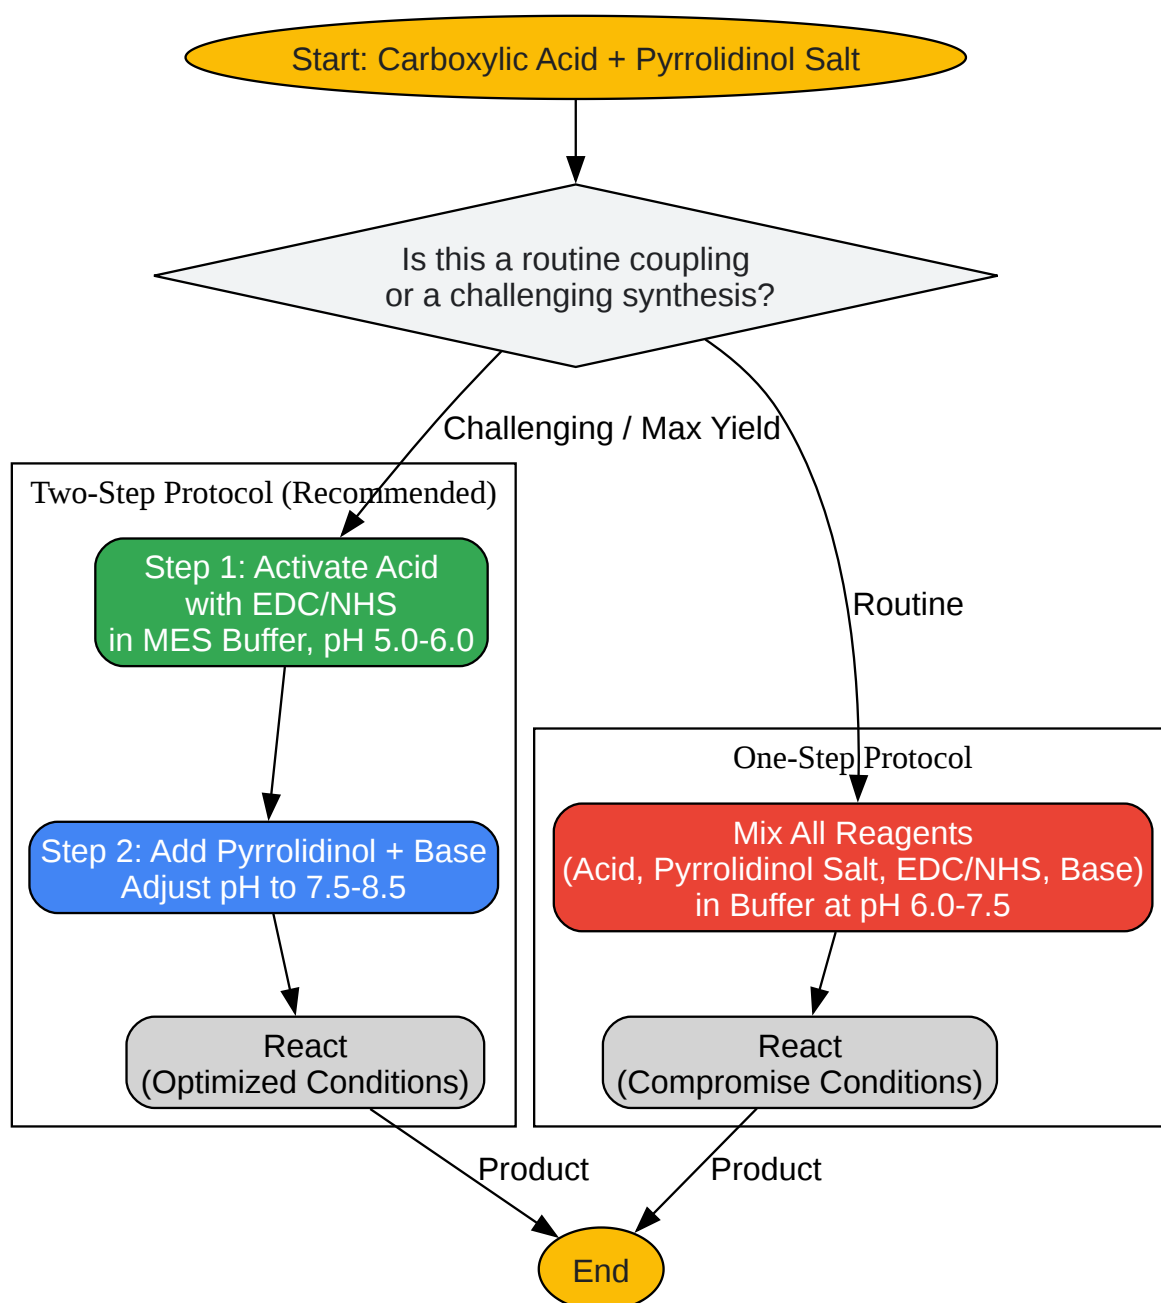 Start: Carboxylic Acid + Pyrrolidinol Salt
Is this a routine coupling
or a challenging synthesis?
Challenging / Max Yield
Two-Step Protocol (Recommended)
Step 1: Activate Acid
with EDC/NHS
in MES Buffer, pH 5.0-6.0
Routine
One-Step Protocol
Step 2: Add Pyrrolidinol + Base
Adjust pH to 7.5-8.5
Mix All Reagents
(Acid, Pyrrolidinol Salt, EDC/NHS, Base)
in Buffer at pH 6.0-7.5
React
(Optimized Conditions)
React
(Compromise Conditions)
Product
Product
End